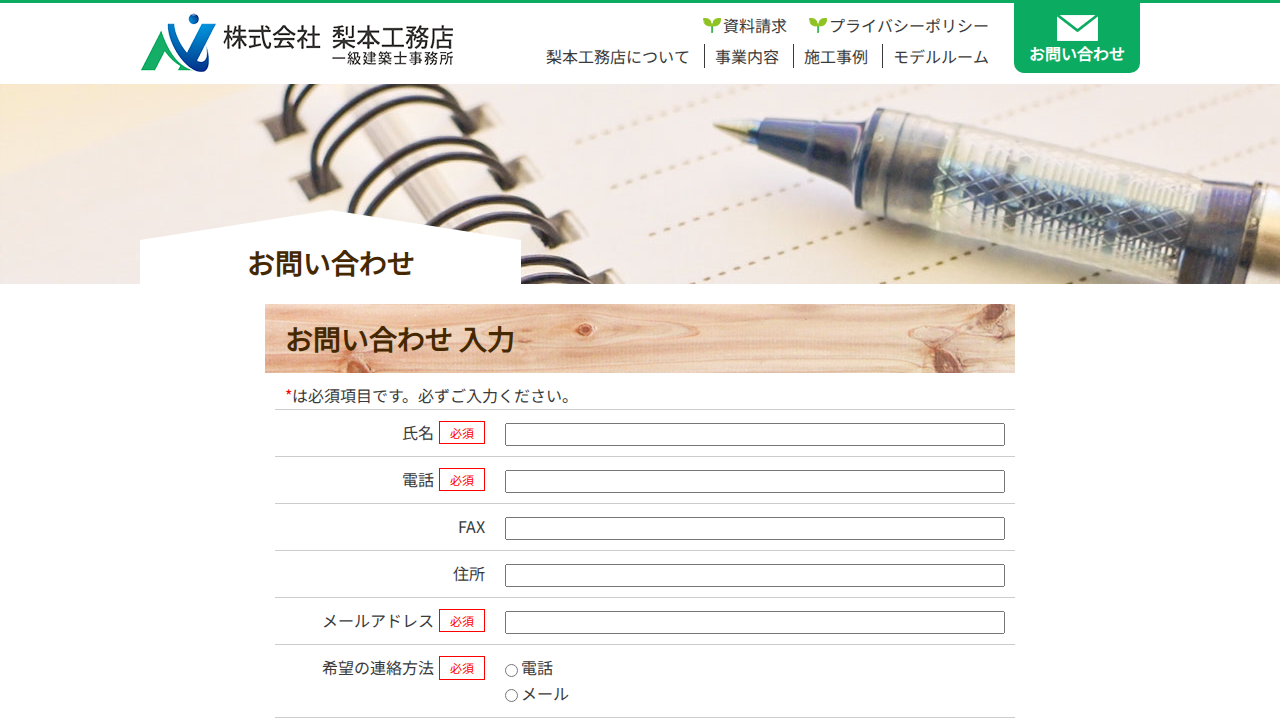 株式会社 梨本工務店
一級建築士事務所
資料請求 プライバシーポリシー
梨本工務店について 事業内容 施工事例 モデルルーム
お問い合わせ
お問い合わせ
お問い合わせ 入力
*は必須項目です。必ずご入力ください。
氏名 必須
電話 必須
FAX
住所
メールアドレス 必須
希望の連絡方法 必須 電話
メール